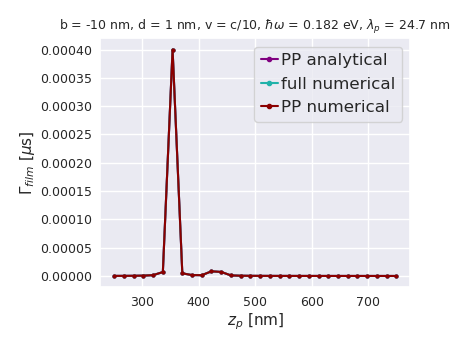 b = -10 nm, d = 1 nm, v = c/10, ℏω = 0.182 eV, λp = 24.7 nm
PP analytical
full numerical
PP numerical
0.00040
0.00035
0.00030
0.00025
0.00020
0.00015
0.00010
0.00005
0.00000
Γfilm [μs]
300 400 500 600 700
zp [nm]